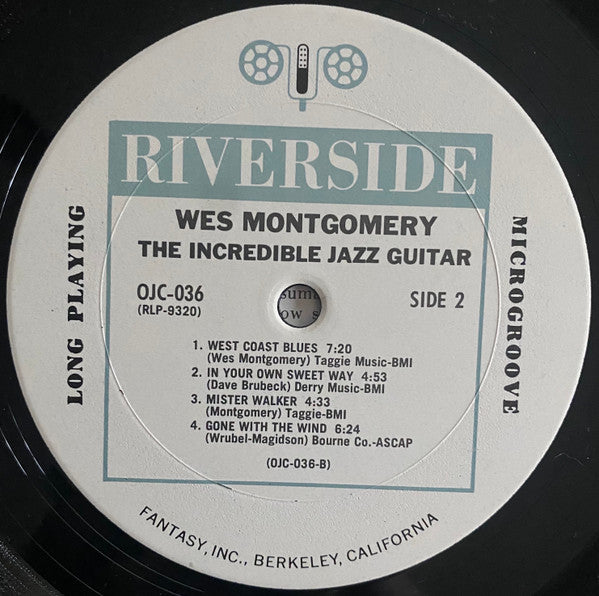 RIVERSIDE
WES MONTGOMERY
THE INCREDIBLE JAZZ GUITAR
OJC-036
(RLP-9320)
SIDE 2
LONG PLAYING
MICROGROOVE
1. WEST COAST BLUES 7:20
(Wes Montgomery) Taggie Music-BMI
2. IN YOUR OWN SWEET WAY 4:53
(Dave Brubeck) Derry Music-BMI
3. MISTER WALKER 4:33
(Montgomery) Taggie-BMI
4. GONE WITH THE WIND 6:24
(Wrubel-Magidson) Bourne Co.-ASCAP
(OJC-036-B)
FANTASY, INC., BERKELEY, CALIFORNIA